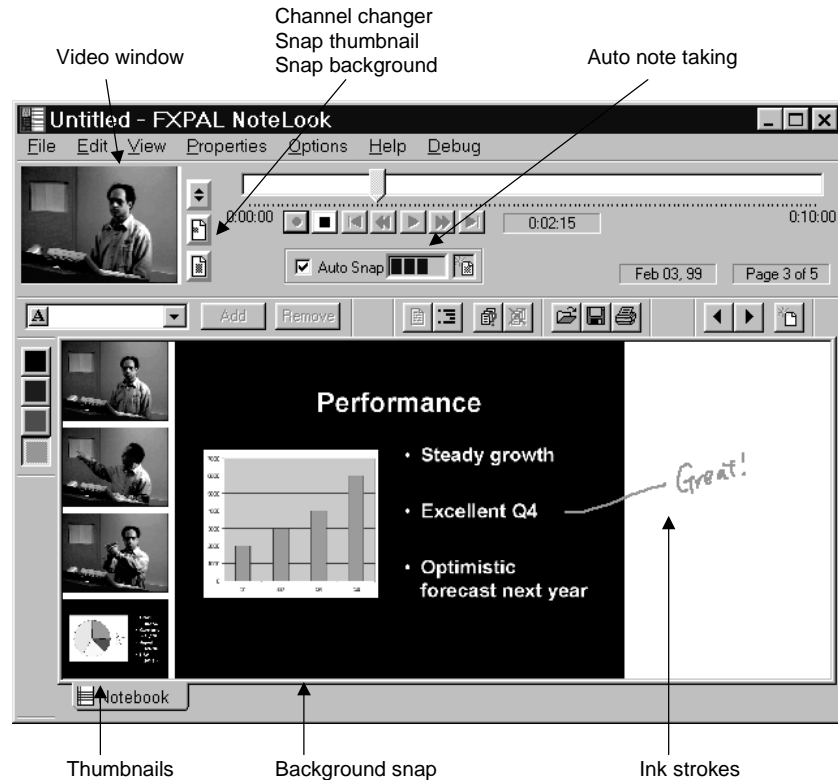 Channel changer
Snap thumbnail
Snap background
Video window
Auto note taking
Untitled - FXPAL NoteLook
File Edit View Properties Options Help Debug
0:00:00
0:02:15
0:10:00
Auto Snap
Feb 03, 99
Page 3 of 5
A
Add
Remove
Performance
• Steady growth
• Excellent Q4
• Optimistic
forecast next year
Great!
Notebook
Thumbnails
Background snap
Ink strokes